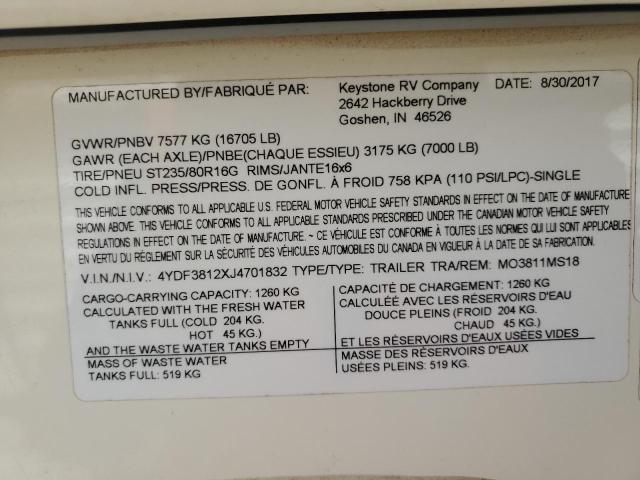 MANUFACTURED BY/FABRIQUÉ PAR: Keystone RV Company DATE: 8/30/2017
2642 Hackberry Drive
Goshen, IN 46526
GVWR/PNBV 7577 KG (16705 LB)
GAWR (EACH AXLE)/PNBE(CHAQUE ESSIEU) 3175 KG (7000 LB)
TIRE/PNEU ST235/80R16G RIMS/JANTE16x6
COLD INFL. PRESS/PRESS. DE GONFL. À FROID 758 KPA (110 PSI/LPC)-SINGLE
THIS VEHICLE CONFORMS TO ALL APPLICABLE U.S. FEDERAL MOTOR VEHICLE SAFETY STANDARDS IN EFFECT ON THE DATE OF MANUFACTURE
SHOWN ABOVE. THIS VEHICLE CONFORMS TO ALL APPLICABLE STANDARDS PRESCRIBED UNDER THE CANADIAN MOTOR VEHICLE SAFETY
REGULATIONS IN EFFECT ON THE DATE OF MANUFACTURE. ~ CE VÉHICULE EST CONFORME À TOUTES LES NORMES QUI LUI SONT
EN VERTU DU RÈGLEMENT SUR LA SÉCURITÉ DES VÉHICULES AUTOMOBILES DU CANADA EN VIGUEUR À LA DATE DE SA FABRICATION.
V.I.N./N.I.V.: 4YDF3812XJ4701832 TYPE/TYPE: TRAILER TRA/REM: MO3811MS18
CARGO-CARRYING CAPACITY: 1260 KG
CALCULATED WITH THE FRESH WATER
TANKS FULL (COLD 204 KG.
HOT 45 KG.)
AND THE WASTE WATER TANKS EMPTY
MASS OF WASTE WATER
TANKS FULL: 519 KG
CAPACITÉ DE CHARGEMENT: 1260 KG
CALCULÉE AVEC LES RÉSERVOIRS D'EAU
DOUCE PLEINS (FROID 204 KG.
CHAUD 45 KG.)
ET LES RÉSERVOIRS D'EAUX USÉES VIDES
MASSE DES RÉSERVOIRS D'EAUX
USÉES PLEINS: 519 KG.